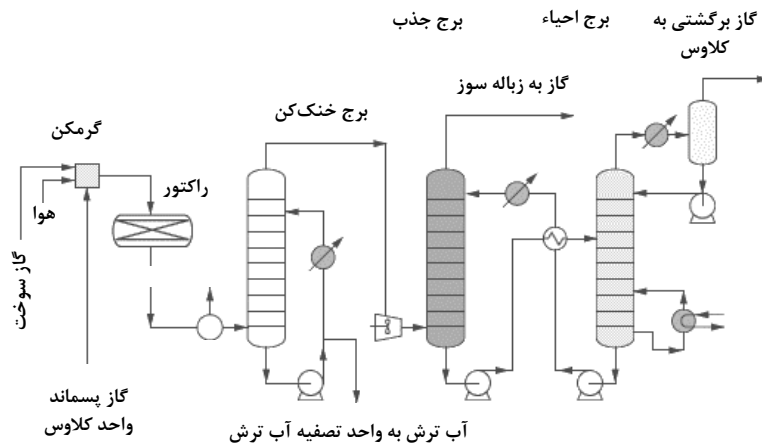 گاز برگشتی به
کلاوس
برج احیاء
برج جذب
گاز به زباله سوز
برج خنک‌کن
گرمکن
راکتور
هوا
گاز سوخت
گاز پسماند
واحد کلاوس
آب ترش به واحد تصفیه آب ترش